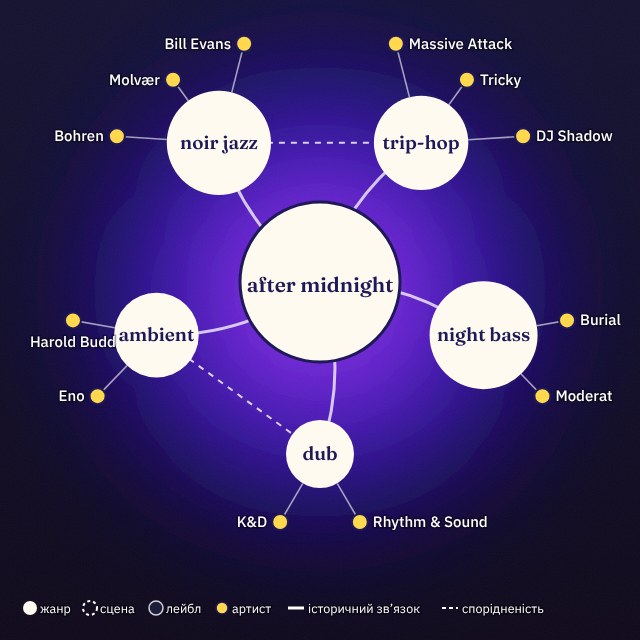 Bill Evans
Massive Attack
Molvær
Tricky
Bohren
noir jazz
trip-hop
DJ Shadow
after midnight
Harold Budd
ambient
night bass
Burial
Eno
Moderat
dub
K&D
Rhythm & Sound
жанр
сцена
лейбл
артист
історичний зв’язок
спорідненість